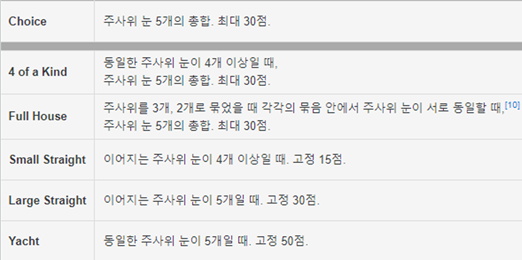 Choice 주사위 눈 5개의 총합. 최대 30점.
4 of a Kind 동일한 주사위 눈이 4개 이상일 때,
주사위 눈 5개의 총합. 최대 30점.
Full House 주사위를 3개, 2개로 묶었을 때 각각의 묶음 안에서 주사위 눈이 서로 동일할 때,[10]
주사위 눈 5개의 총합. 최대 30점.
Small Straight 이어지는 주사위 눈이 4개 이상일 때. 고정 15점.
Large Straight 이어지는 주사위 눈이 5개일 때. 고정 30점.
Yacht 동일한 주사위 눈이 5개일 때. 고정 50점.